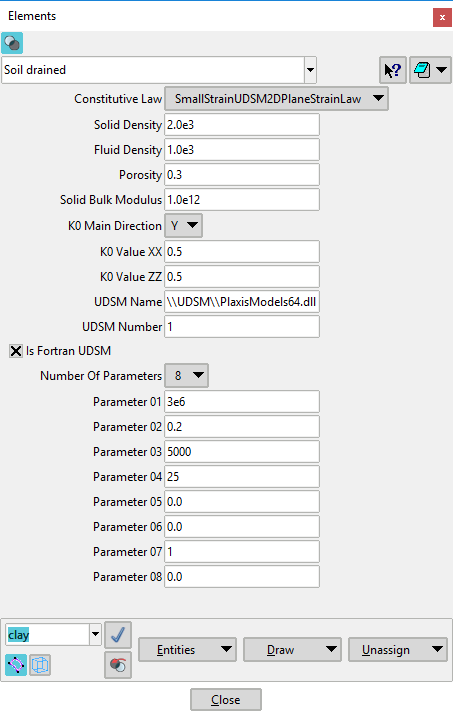 Elements
x
Soil drained
?
Constitutive Law SmallStrainUDSM2DPlaneStrainLaw
Solid Density 2.0e3
Fluid Density 1.0e3
Porosity 0.3
Solid Bulk Modulus 1.0e12
K0 Main Direction Y
K0 Value XX 0.5
K0 Value ZZ 0.5
UDSM Name \\UDSM\\PlaxisModels64.dll
UDSM Number 1
Is Fortran UDSM
Number Of Parameters 8
Parameter 01 3e6
Parameter 02 0.2
Parameter 03 5000
Parameter 04 25
Parameter 05 0.0
Parameter 06 0.0
Parameter 07 1
Parameter 08 0.0
clay
Entities Draw Unassign
Close